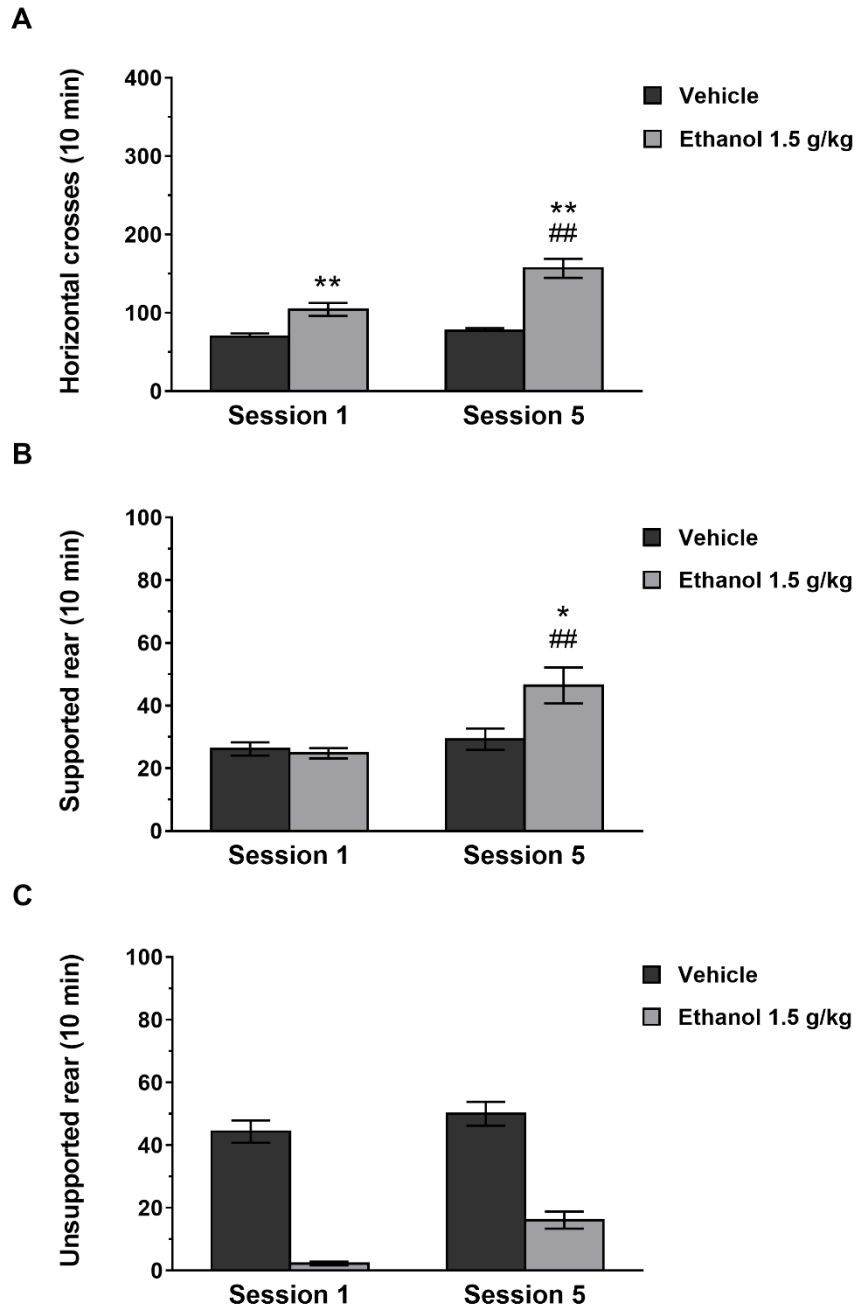 A
Horizontal crosses (10 min)
400
300
200
100
0
**
**
##
Session 1
Session 5
Vehicle
Ethanol 1.5 g/kg
B
Supported rear (10 min)
100
80
60
40
20
0
*
##
Session 1
Session 5
Vehicle
Ethanol 1.5 g/kg
C
Unsupported rear (10 min)
100
80
60
40
20
0
Session 1
Session 5
Vehicle
Ethanol 1.5 g/kg